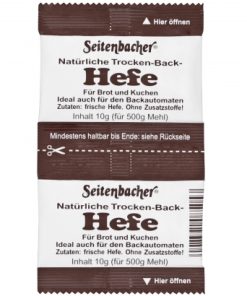 ▲ Hier öffnen
Seitenbacher®
Natürliche Trocken-Back-
Hefe
Für Brot und Kuchen
Ideal auch für den Backautomaten
Zutaten: frische Hefe. Ohne Zusatzstoffe!
Inhalt 10g (für 500g Mehl)
Mindestens haltbar bis Ende: siehe Rückseite
Seitenbacher®
Natürliche Trocken-Back-
Hefe
Für Brot und Kuchen
Ideal auch für den Backautomaten
Zutaten: frische Hefe. Ohne Zusatzstoffe!
Inhalt 10g (für 500g Mehl)
▼ Hier öffnen